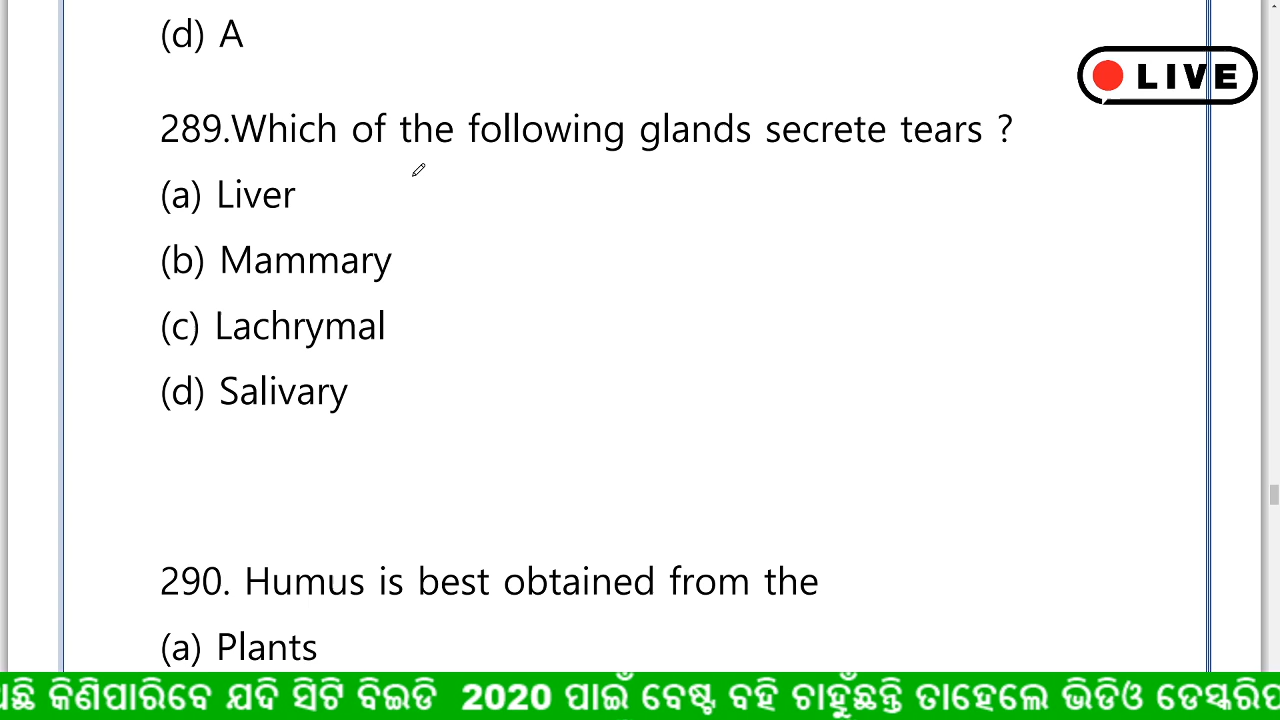 (d) A
LIVE
289.Which of the following glands secrete tears ?
(a) Liver
(b) Mammary
(c) Lachrymal
(d) Salivary
290. Humus is best obtained from the
(a) Plants
କିଣିପାରିବେ ଯଦି ସିଟି ବିଇଡି 2020 ପାଇଁ ବେଷ୍ଟ ବହି ଚାହୁଁଛନ୍ତି ତାହେଲେ ଭିଡିଓ